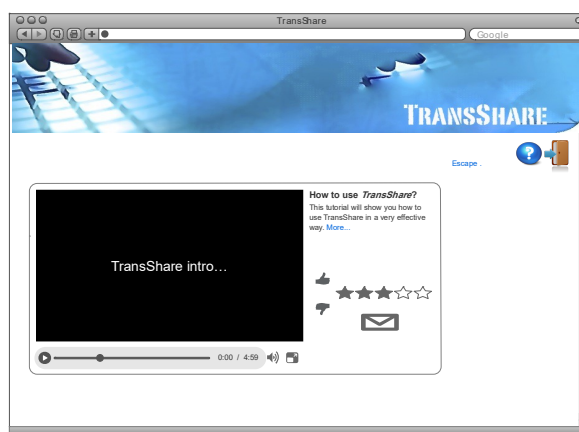 TransShare
Google
TRANSSHARE
Escape .
?
How to use TransShare?
This tutorial will show you how to
use TransShare in a very effective
way. More...
TransShare intro…
0:00 / 4:59